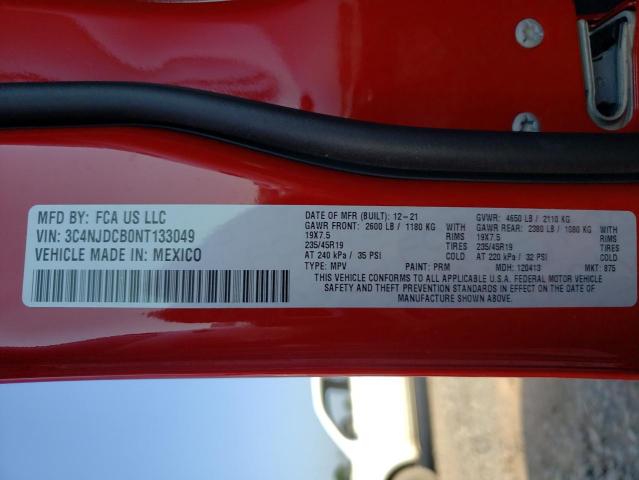 MFD BY: FCA US LLC
VIN: 3C4NJDCB0NT133049
VEHICLE MADE IN: MEXICO
DATE OF MFR (BUILT): 12-21 GVWR: 4650 LB / 2110 KG
GAWR FRONT: 2600 LB / 1180 KG WITH GAWR REAR: 2380 LB / 1080 KG
19X7.5 RIMS 19X7.5
235/45R19 TIRES 235/45R19
AT 240 kPa / 35 PSI COLD AT 220 kPa / 32 PSI COLD
TYPE: MPV PAINT: PRM MDH: 120413 MKT: 875
THIS VEHICLE CONFORMS TO ALL APPLICABLE U.S.A. FEDERAL MOTOR VEHICLE
SAFETY AND THEFT PREVENTION STANDARDS IN EFFECT ON THE DATE OF
MANUFACTURE SHOWN ABOVE.